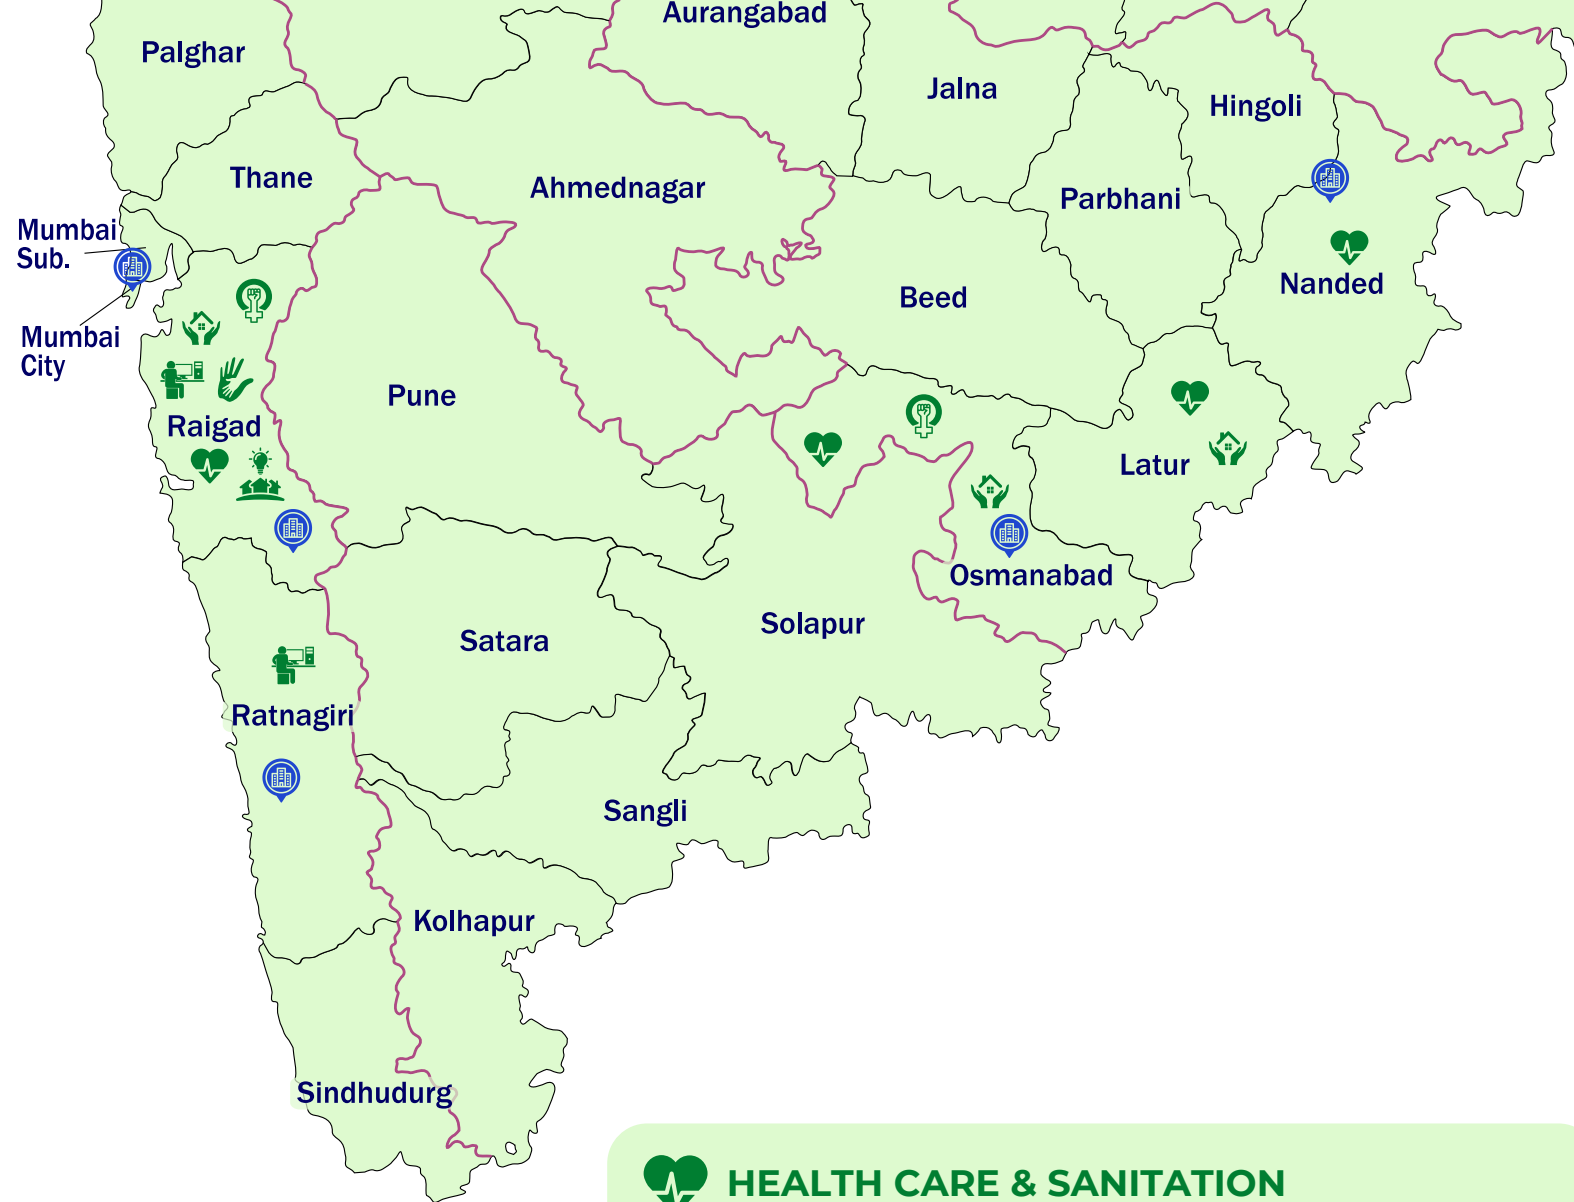 Aurangabad
Palghar
Jalna
Hingoli
Thane
Ahmednagar
Parbhani
Mumbai
Sub.
Nanded
Beed
Mumbai
City
Pune
Raigad
Latur
Osmanabad
Solapur
Satara
Ratnagiri
Sangli
Kolhapur
Sindhudurg
HEALTH CARE & SANITATION